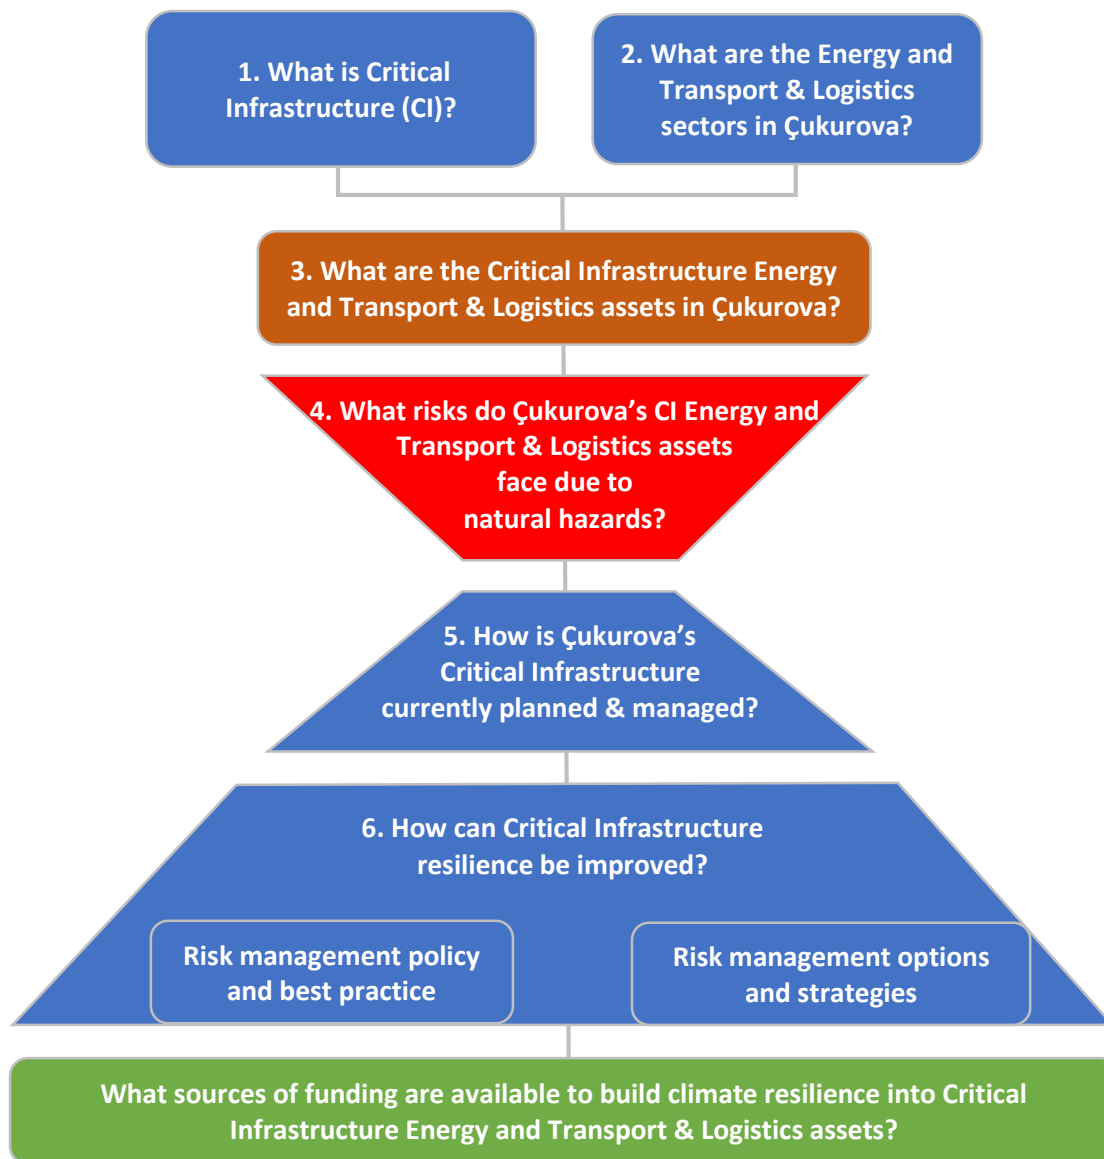 1. What is Critical
Infrastructure (CI)?
2. What are the Energy and
Transport & Logistics
sectors in Çukurova?
3. What are the Critical Infrastructure Energy
and Transport & Logistics assets in Çukurova?
4. What risks do Çukurova’s CI Energy and
Transport & Logistics assets
face due to
natural hazards?
5. How is Çukurova’s
Critical Infrastructure
currently planned & managed?
6. How can Critical Infrastructure
resilience be improved?
Risk management policy
and best practice
Risk management options
and strategies
What sources of funding are available to build climate resilience into Critical
Infrastructure Energy and Transport & Logistics assets?